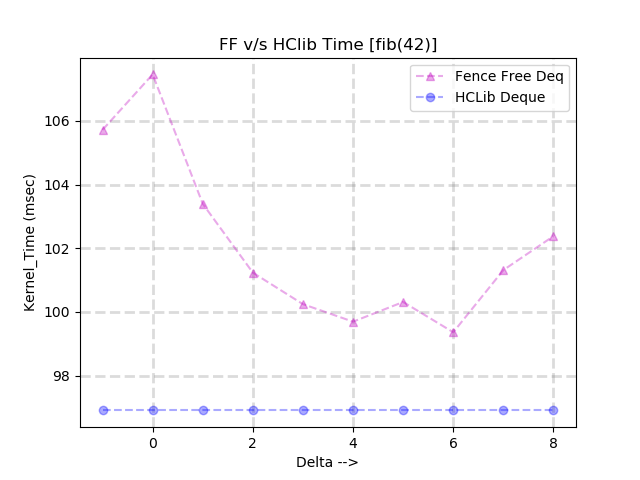 FF v/s HClib Time [fib(42)]
Fence Free Deq
HCLib Deque
106
104
102
100
98
Kernel_Time (msec)
0 2 4 6 8
Delta -->